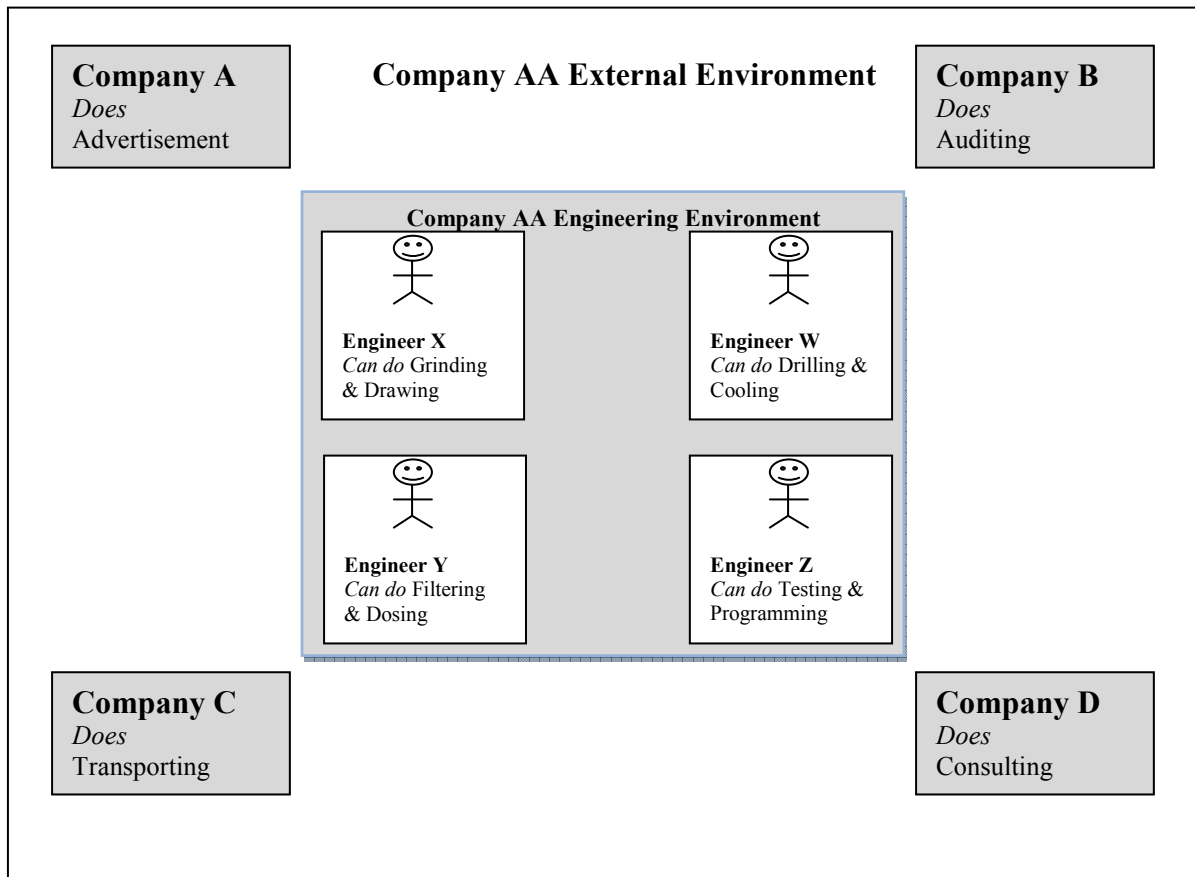 Company A
Does
Advertisement
Company AA External Environment
Company B
Does
Auditing
Company AA Engineering Environment
Engineer X
Can do Grinding
& Drawing
Engineer W
Can do Drilling &
Cooling
Engineer Y
Can do Filtering
& Dosing
Engineer Z
Can do Testing &
Programming
Company C
Does
Transporting
Company D
Does
Consulting